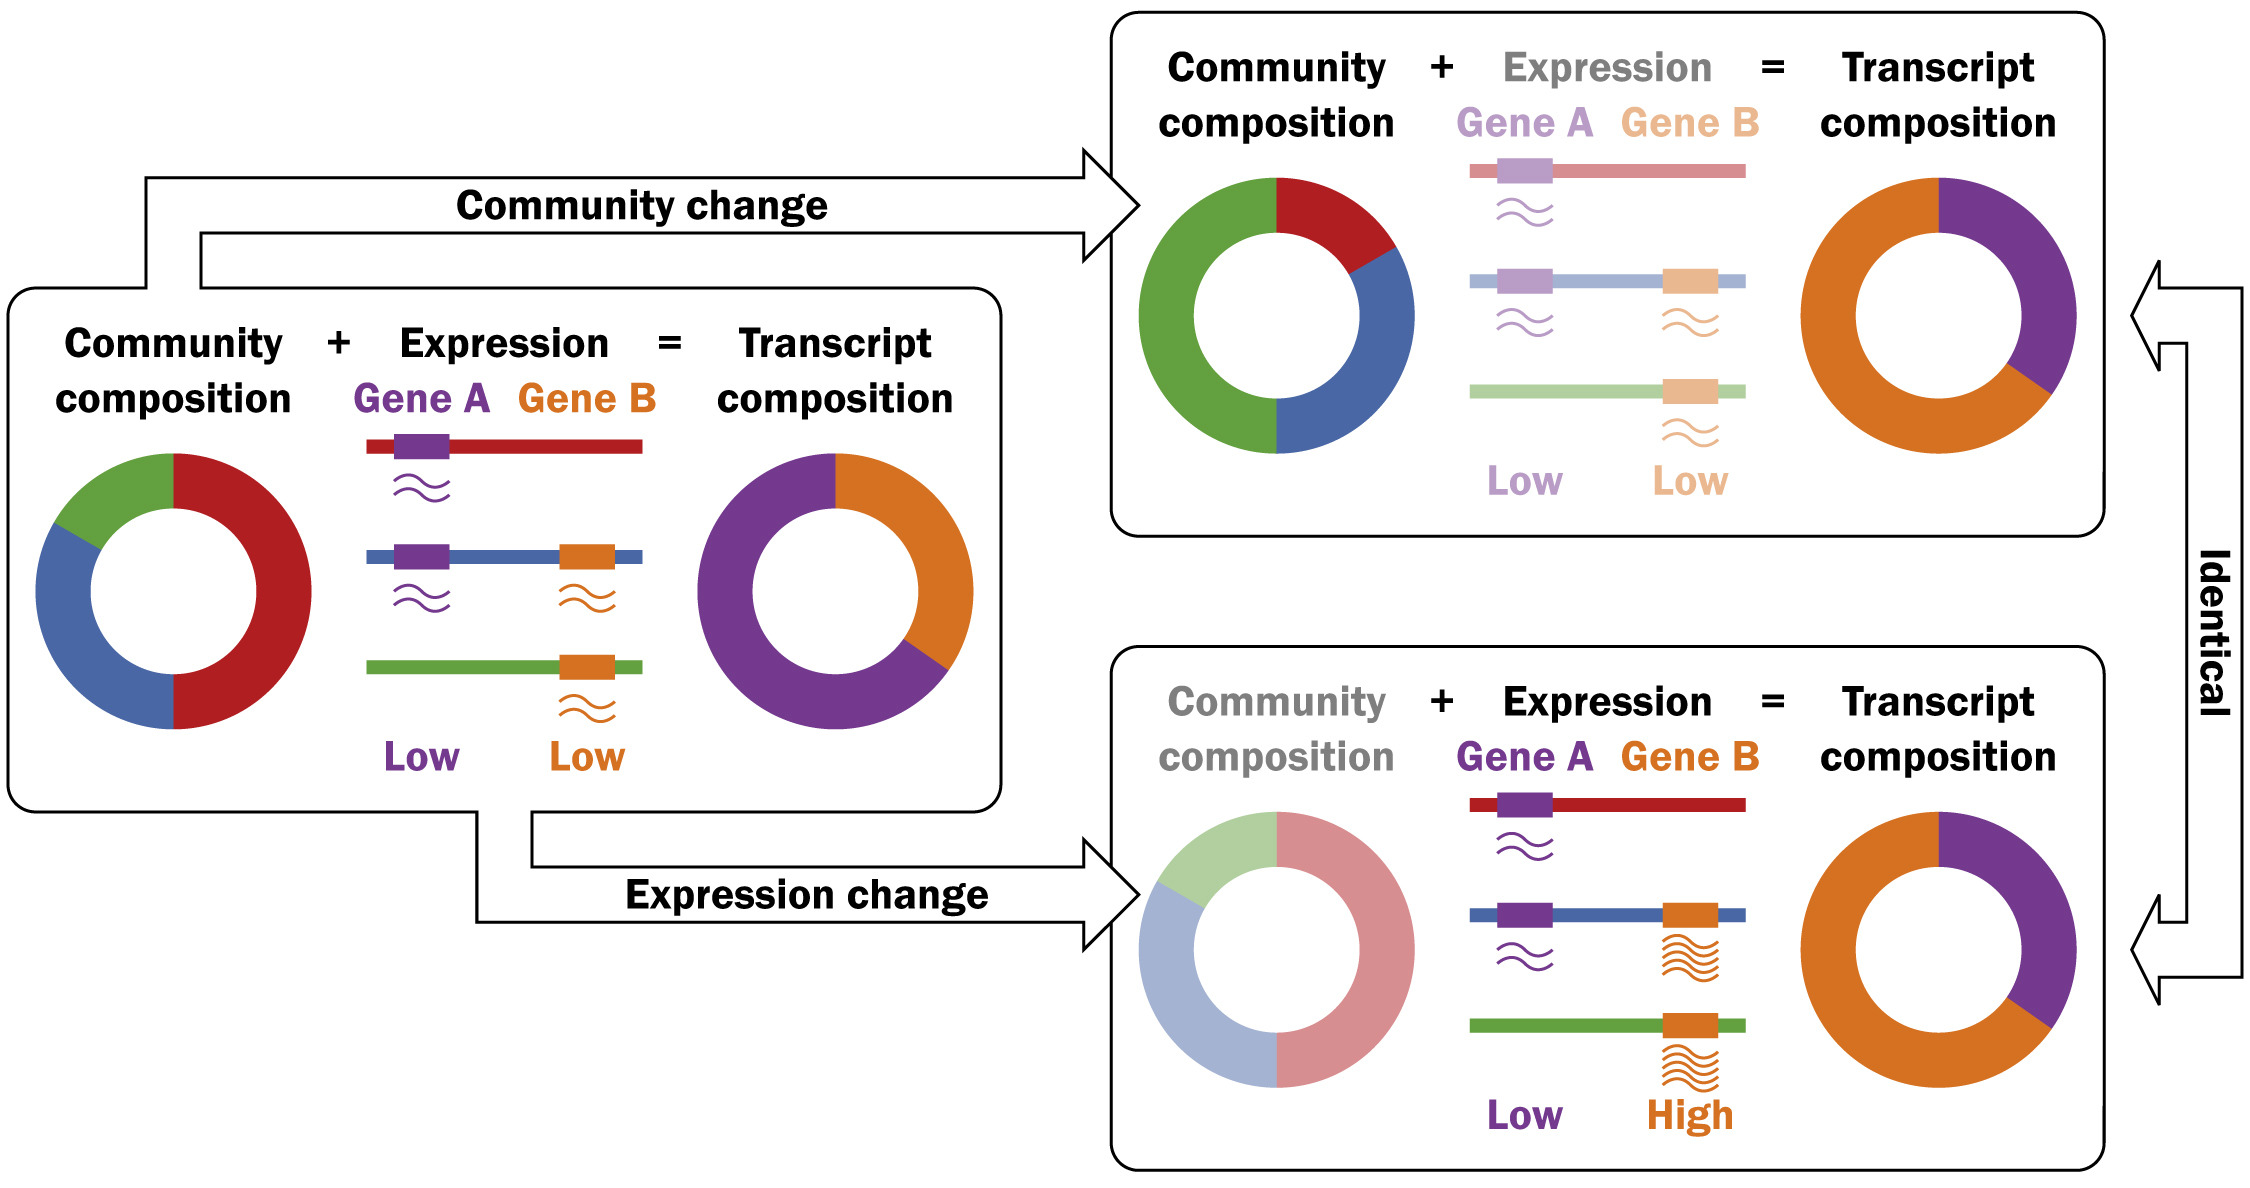 Community + Expression = Transcript
composition Gene A Gene B composition
Low Low
Community change
Community + Expression = Transcript
composition Gene A Gene B composition
Low Low
Expression change
Community + Expression = Transcript
composition Gene A Gene B composition
Low High
Identical